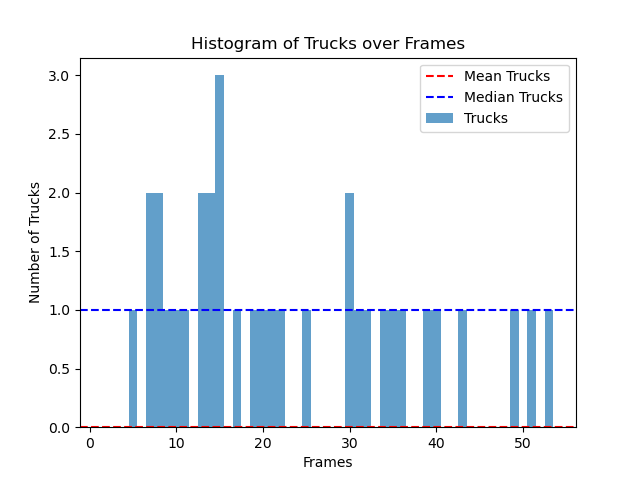 Histogram of Trucks over Frames
Mean Trucks
Median Trucks
Trucks
Number of Trucks
3.0
2.5
2.0
1.5
1.0
0.5
0.0
0 10 20 30 40 50
Frames